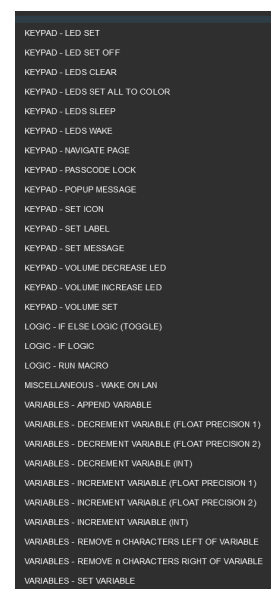 KEYPAD - LED SET
KEYPAD - LED SET OFF
KEYPAD - LEDS CLEAR
KEYPAD - LEDS SET ALL TO COLOR
KEYPAD - LEDS SLEEP
KEYPAD - LEDS WAKE
KEYPAD - NAVIGATE PAGE
KEYPAD - PASSCODE LOCK
KEYPAD - POPUP MESSAGE
KEYPAD - SET ICON
KEYPAD - SET LABEL
KEYPAD - SET MESSAGE
KEYPAD - VOLUME DECREASE LED
KEYPAD - VOLUME INCREASE LED
KEYPAD - VOLUME SET
LOGIC - IF ELSE LOGIC (TOGGLE)
LOGIC - IF LOGIC
LOGIC - RUN MACRO
MISCELLANEOUS - WAKE ON LAN
VARIABLES - APPEND VARIABLE
VARIABLES - DECREMENT VARIABLE (FLOAT PRECISION 1)
VARIABLES - DECREMENT VARIABLE (FLOAT PRECISION 2)
VARIABLES - DECREMENT VARIABLE (INT)
VARIABLES - INCREMENT VARIABLE (FLOAT PRECISION 1)
VARIABLES - INCREMENT VARIABLE (FLOAT PRECISION 2)
VARIABLES - INCREMENT VARIABLE (INT)
VARIABLES - REMOVE n CHARACTERS LEFT OF VARIABLE
VARIABLES - REMOVE n CHARACTERS RIGHT OF VARIABLE
VARIABLES - SET VARIABLE